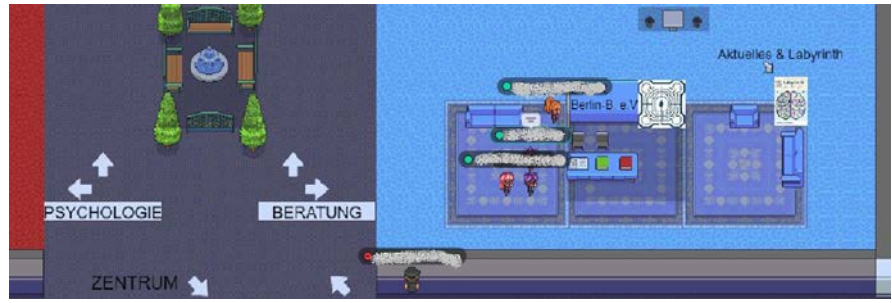 Aktuelles & Labyrinth
Berlin-B. e.V
PSYCHOLOGIE
BERATUNG
ZENTRUM